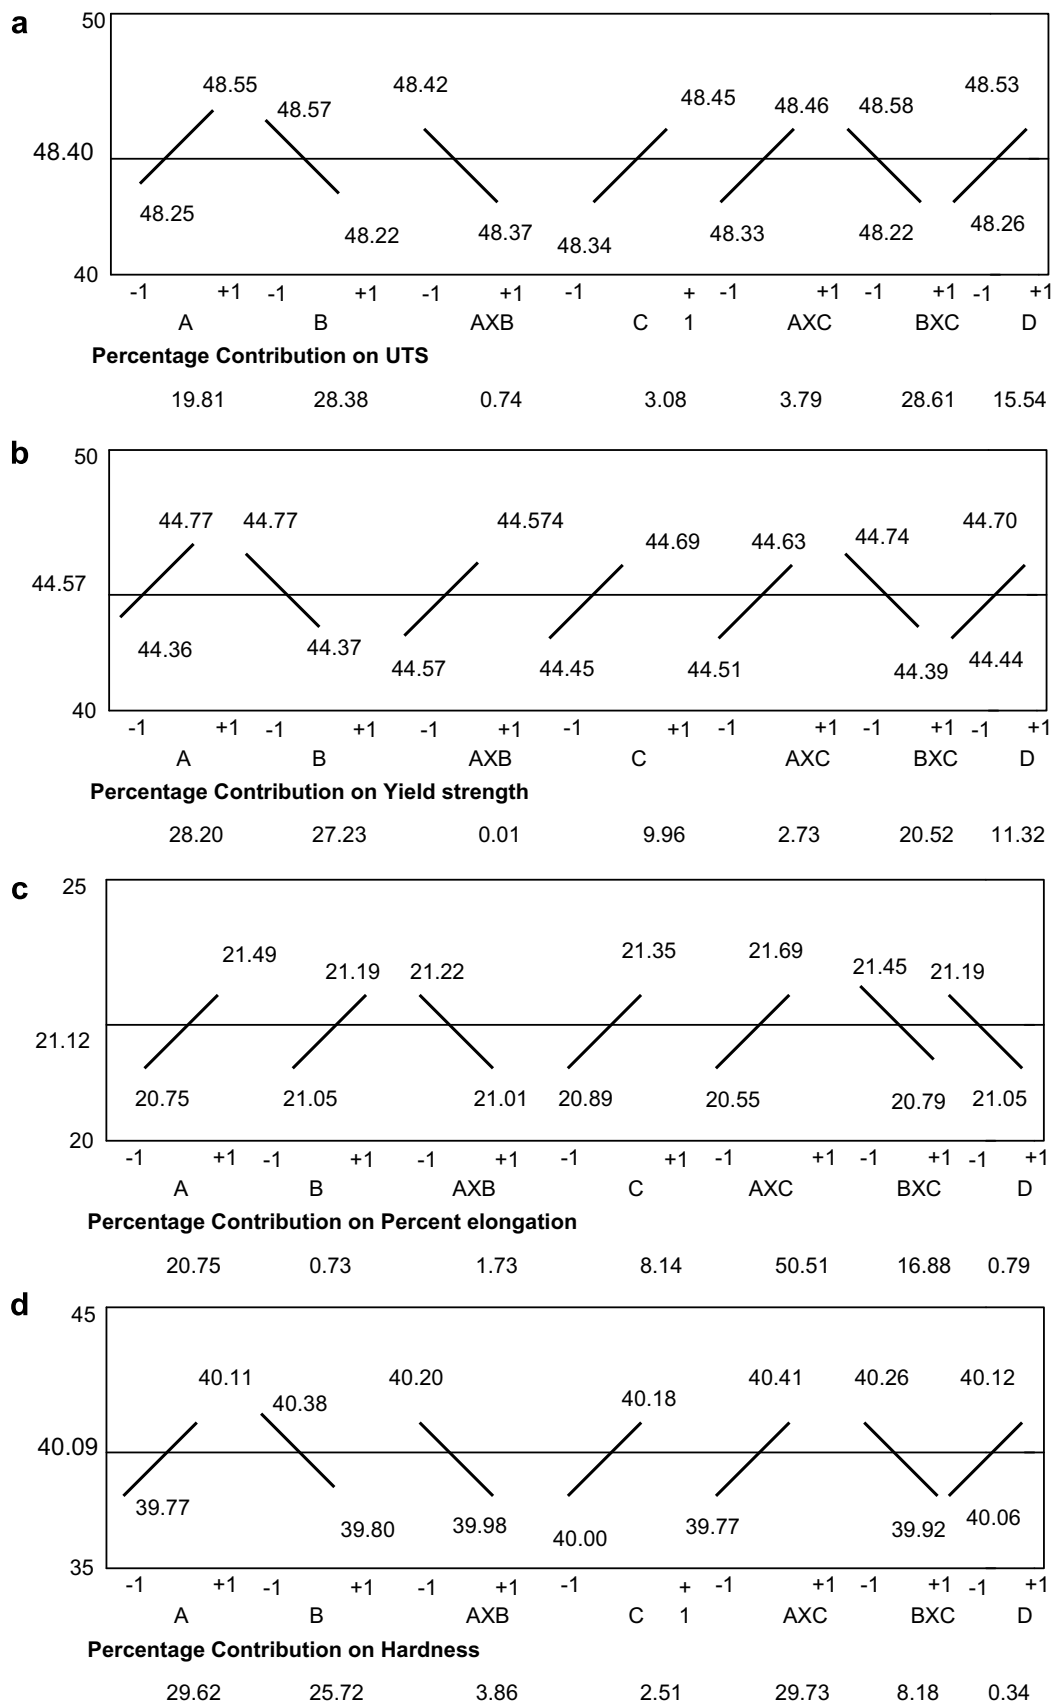 a
50
48.55 48.42 48.53
48.57 48.45 48.46 48.58
48.40
48.25 48.22 48.37 48.34 48.33 48.22 48.26
40
-1 +1 -1 +1 -1 +1 -1 + -1 +1 -1 +1 -1 +1
A B AXB C 1 AXC BXC D
Percentage Contribution on UTS
19.81 28.38 0.74 3.08 3.79 28.61 15.54
b
50
44.77 44.77 44.574 44.69 44.63 44.74 44.70
44.57
44.36 44.37 44.57 44.45 44.51 44.39 44.44
40
-1 +1 -1 +1 -1 +1 -1 +1 -1 +1 -1 +1 -1 +1
A B AXB C AXC BXC D
Percentage Contribution on Yield strength
28.20 27.23 0.01 9.96 2.73 20.52 11.32
c
25
21.49 21.19 21.22 21.35 21.69 21.45 21.19
21.12
20.75 21.05 21.01 20.89 20.55 20.79 21.05
20
-1 +1 -1 +1 -1 +1 -1 +1 -1 +1 -1 +1 -1 +1
A B AXB C AXC BXC D
Percentage Contribution on Percent elongation
20.75 0.73 1.73 8.14 50.51 16.88 0.79
d
45
40.11 40.38 40.20 40.18 40.41 40.26 40.12
40.09
39.77 39.80 39.98 40.00 39.77 39.92 40.06
35
-1 +1 -1 +1 -1 +1 -1 + -1 +1 -1 +1 -1 +1
A B AXB C 1 AXC BXC D
Percentage Contribution on Hardness
29.62 25.72 3.86 2.51 29.73 8.18 0.34